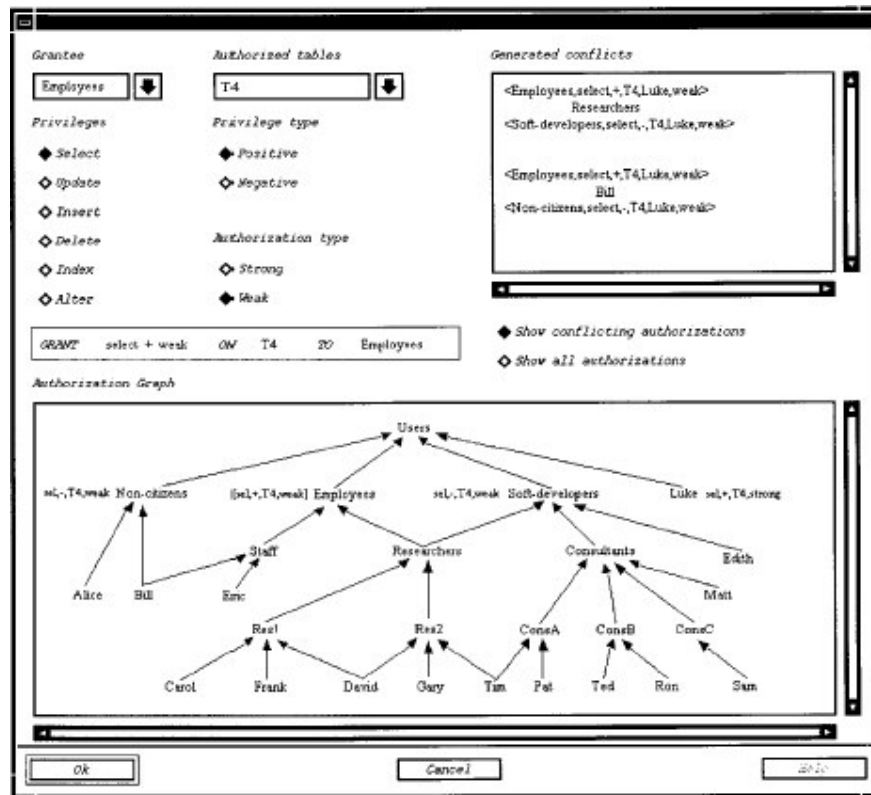 Grantee Authorized tables Generated conflicts
Employees T4
<Employees,select,+,T4,Luke,weak>
Researchers
<Soft-developers,select,-,T4,Luke,weak>
<Employees,select,+,T4,Luke,weak>
Bill
<Non-citizens,select,-,T4,Luke,weak>
Privileges Privilege type
Select Positive
Update Negative
Insert
Delete Authorization type
Index Strong
Alter Weak
Show conflicting authorizations
Show all authorizations
GRANT select + weak ON T4 TO Employees
Authorization Graph
Users
sel,-,T4,weak Non-citizens [[sel,+,T4,weak] Employees sel,-,T4,weak Soft-developers Luke sel,+,T4,strong
Staff Researchers Consultants Edith
Alice Bill Eric Matt
Res1 Res2 ConsA ConsB ConsC
Carol Frank David Gary Tim Pat Ted Ron Sam
Ok Cancel Help